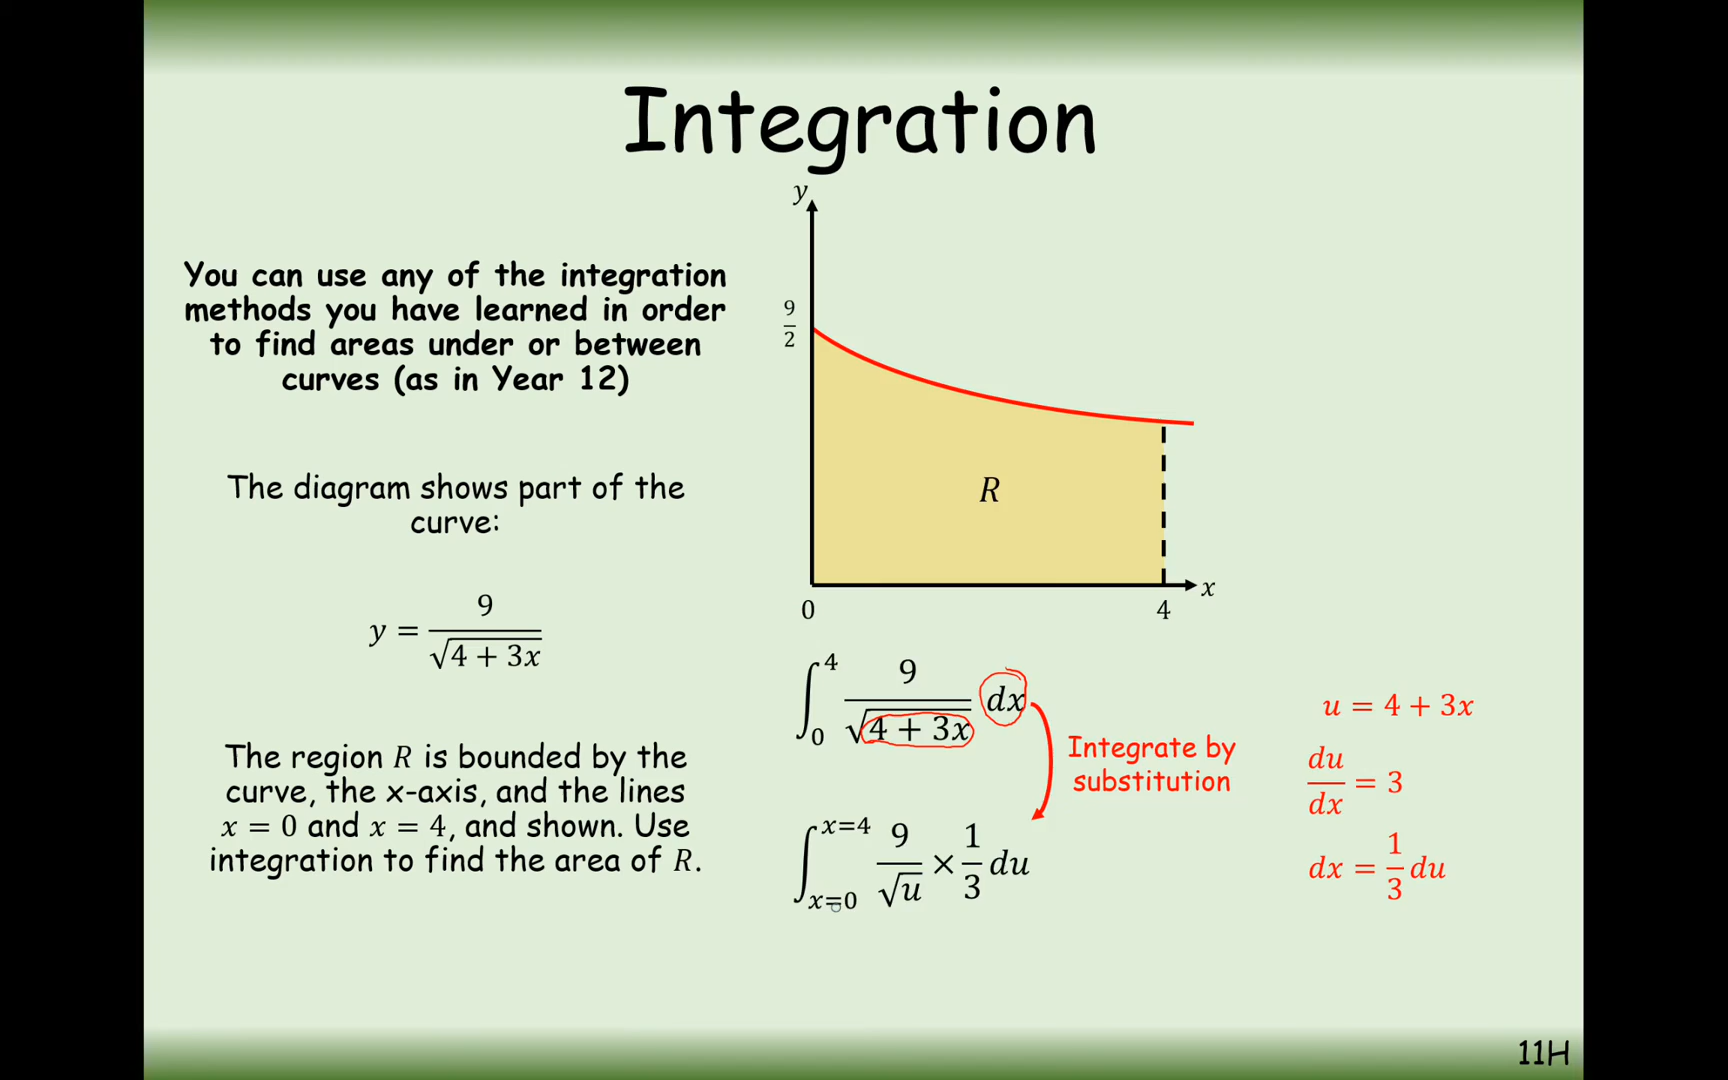 Integration
You can use any of the integration
methods you have learned in order
to find areas under or between
curves (as in Year 12)
The diagram shows part of the
curve:
y = 9/√(4 + 3x)
The region R is bounded by the
curve, the x-axis, and the lines
x = 0 and x = 4, and shown. Use
integration to find the area of R.
y
9/2
R
x
0
4
∫₀⁴ 9/√(4 + 3x) dx
Integrate by
substitution
∫_{x=0}^{x=4} 9/√u × 1/3 du
u = 4 + 3x
du/dx = 3
dx = 1/3 du
11H